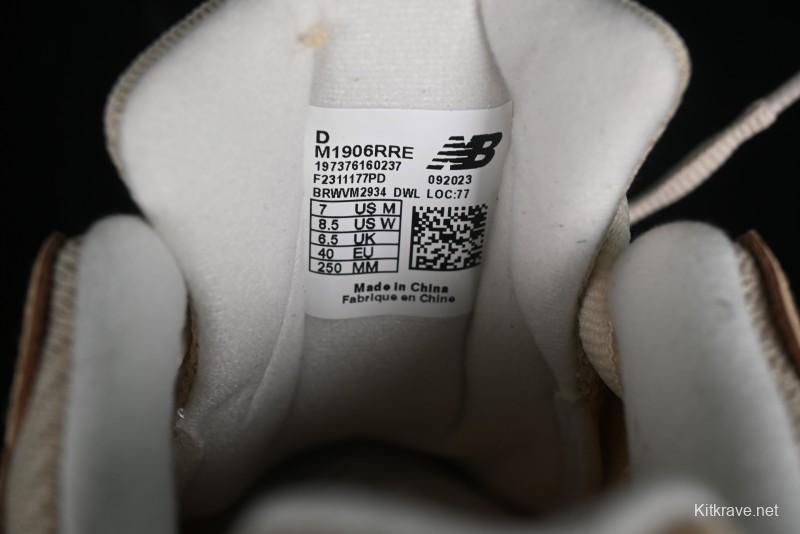 D
M1906RRE
NB
197376160237
F2311177PD 092023
BRWVM2934 DWL LOC:77
7 US M
8.5 US W
6.5 UK
40 EU
250 MM
Made in China
Fabrique en Chine
Kitkrave.net